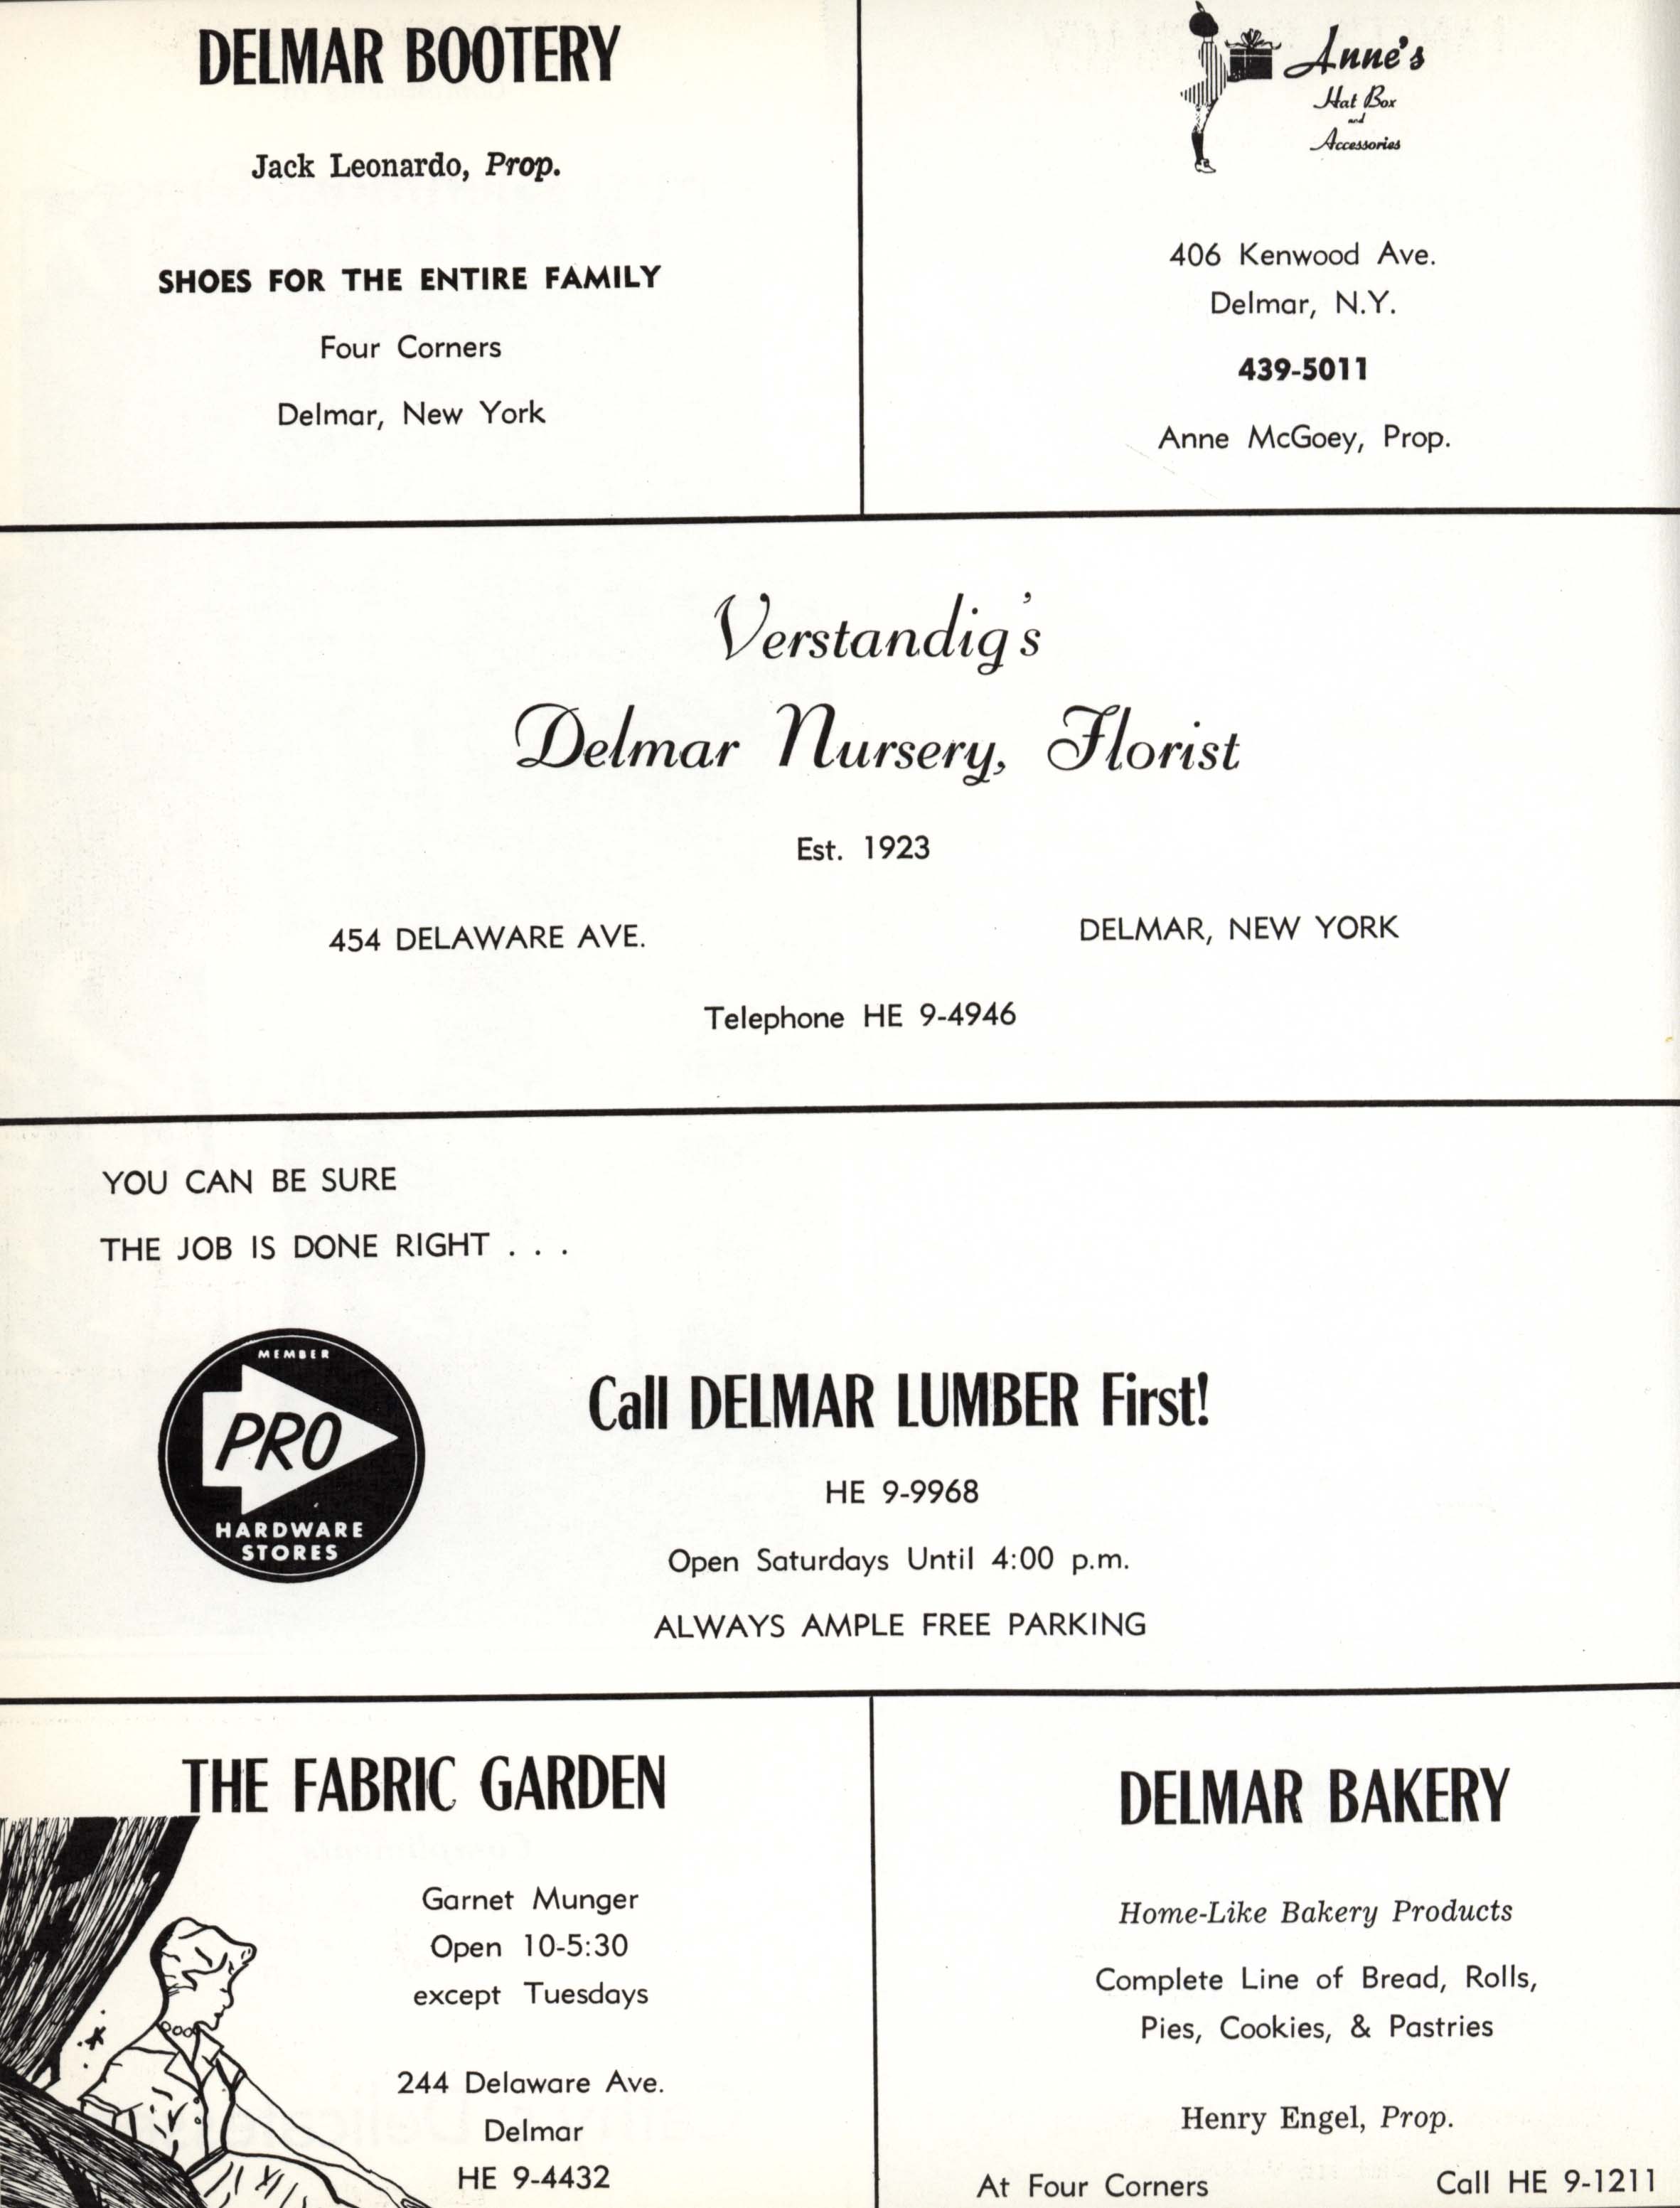 DELMAR BOOTERY
Jack Leonardo, Prop.
SHOES FOR THE ENTIRE FAMILY
Four Corners
Delmar, New York
Anne's
Hat Box
and
Accessories
406 Kenwood Ave.
Delmar, N.Y.
439-5011
Anne McGoey, Prop.
Verstandig's
Delmar Nursery, Florist
Est. 1923
454 DELAWARE AVE.
DELMAR, NEW YORK
Telephone HE 9-4946
YOU CAN BE SURE
THE JOB IS DONE RIGHT . . .
MEMBER
PRO
HARDWARE
STORES
Call DELMAR LUMBER First!
HE 9-9968
Open Saturdays Until 4:00 p.m.
ALWAYS AMPLE FREE PARKING
THE FABRIC GARDEN
Garnet Munger
Open 10-5:30
except Tuesdays
244 Delaware Ave.
Delmar
HE 9-4432
DELMAR BAKERY
Home-Like Bakery Products
Complete Line of Bread, Rolls,
Pies, Cookies, & Pastries
Henry Engel, Prop.
At Four Corners
Call HE 9-1211